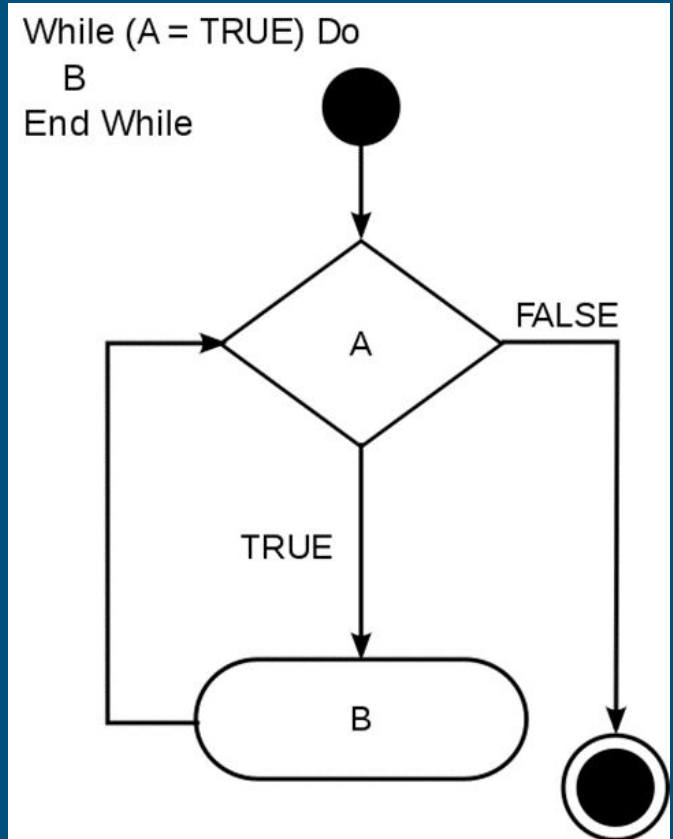 While (A = TRUE) Do
B
End While
A
FALSE
TRUE
B